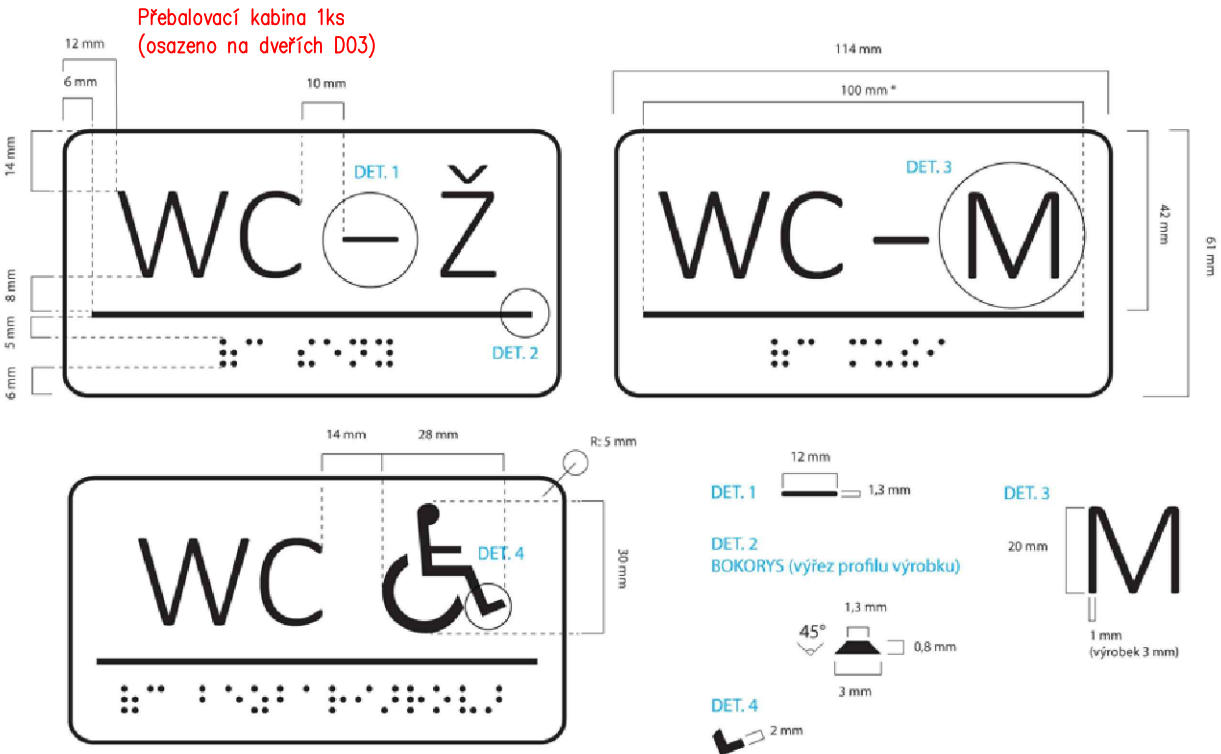 Přebalovací kabina 1ks
(osazeno na dveřích D03)
12 mm
6 mm
10 mm
14 mm
8 mm
5 mm
6 mm
DET. 1
WC – Ž
DET. 2
114 mm
100 mm *
DET. 3
WC – M
42 mm
61 mm
14 mm
28 mm
R: 5 mm
WC
DET. 4
30 mm
DET. 1
12 mm
1,3 mm
DET. 2
BOKORYS (výřez profilu výrobku)
45°
1,3 mm
0,8 mm
3 mm
DET. 4
2 mm
DET. 3
20 mm
M
1 mm
(výrobek 3 mm)